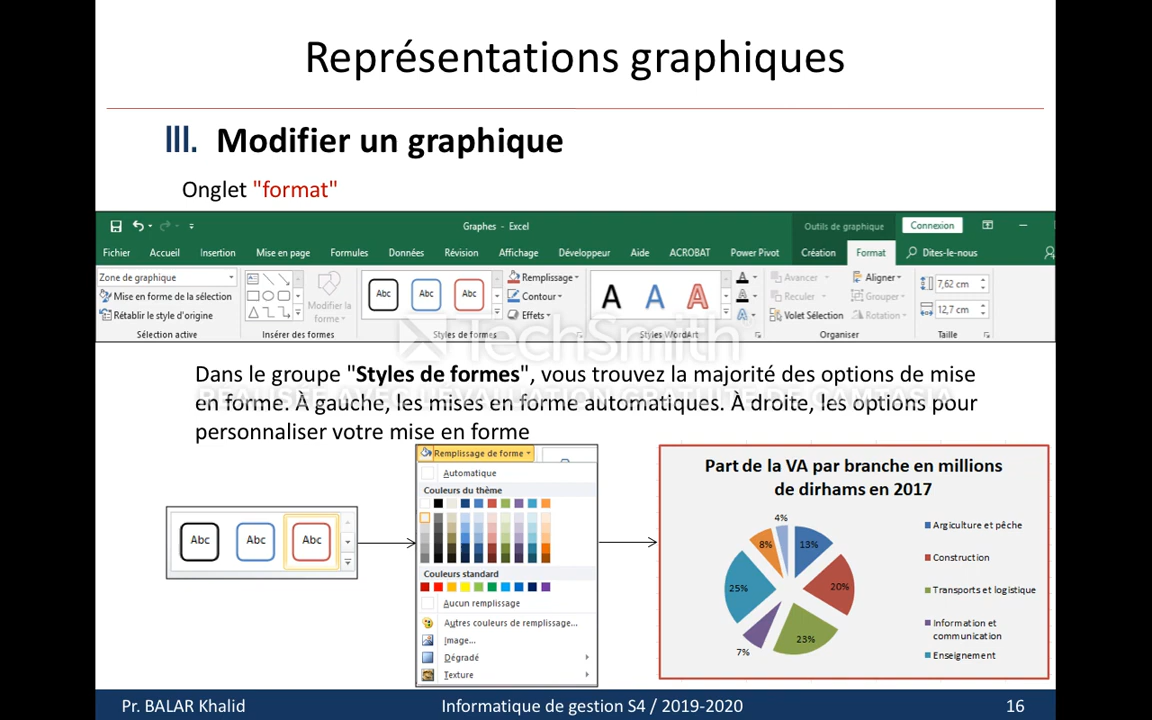 Représentations graphiques
III. Modifier un graphique
Onglet "format"
Graphes - Excel
Outils de graphique
Connexion
Fichier Accueil Insertion Mise en page Formules Données Révision Affichage Développeur Aide ACROBAT Power Pivot Création Format Dites-le-nous
Zone de graphique
Mise en forme de la sélection
Rétablir le style d'origine
Sélection active
Modifier la
forme
Insérer des formes
Abc Abc Abc
Remplissage
Contour
Effets
Styles de formes
A A A
Styles WordArt
Avancer
Reculer
Volet Sélection
Aligner
Grouper
Rotation
Organiser
7,62 cm
12,7 cm
Taille
TechSmith
Dans le groupe "Styles de formes", vous trouvez la majorité des options de mise
RÉALISÉ AVEC L'ÉVALUATION GRATUITE DE CAMTASIA
en forme. À gauche, les mises en forme automatiques. À droite, les options pour
personnaliser votre mise en forme
Abc Abc Abc
Remplissage de forme
Automatique
Couleurs du thème
Couleurs standard
Aucun remplissage
Autres couleurs de remplissage...
Image...
Dégradé
Texture
Part de la VA par branche en millions
de dirhams en 2017
4%
8%
13%
25%
20%
7%
23%
Argiculture et pêche
Construction
Transports et logistique
Information et
communication
Enseignement
Pr. BALAR Khalid Informatique de gestion S4 / 2019-2020 16